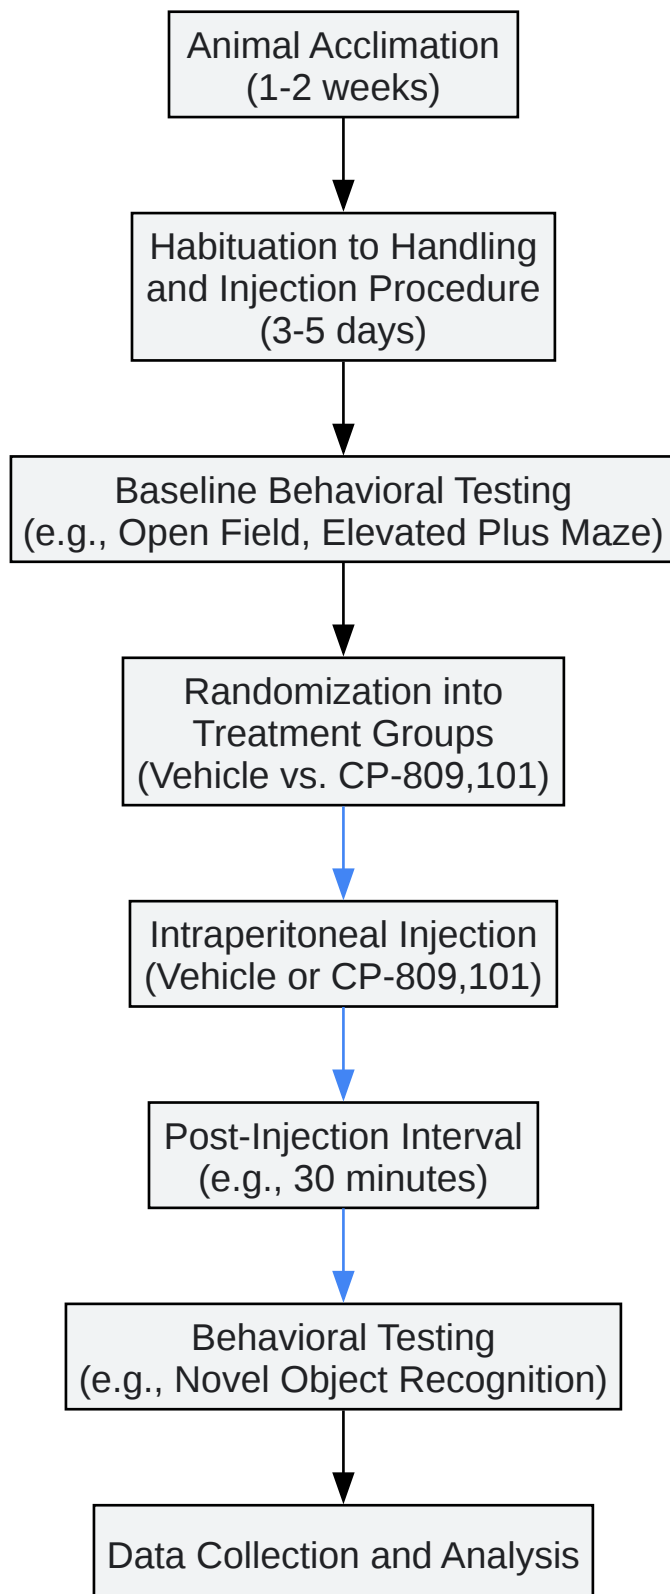 Animal Acclimation
(1-2 weeks)
Habituation to Handling
and Injection Procedure
(3-5 days)
Baseline Behavioral Testing
(e.g., Open Field, Elevated Plus Maze)
Randomization into
Treatment Groups
(Vehicle vs. CP-809,101)
Intraperitoneal Injection
(Vehicle or CP-809,101)
Post-Injection Interval
(e.g., 30 minutes)
Behavioral Testing
(e.g., Novel Object Recognition)
Data Collection and Analysis